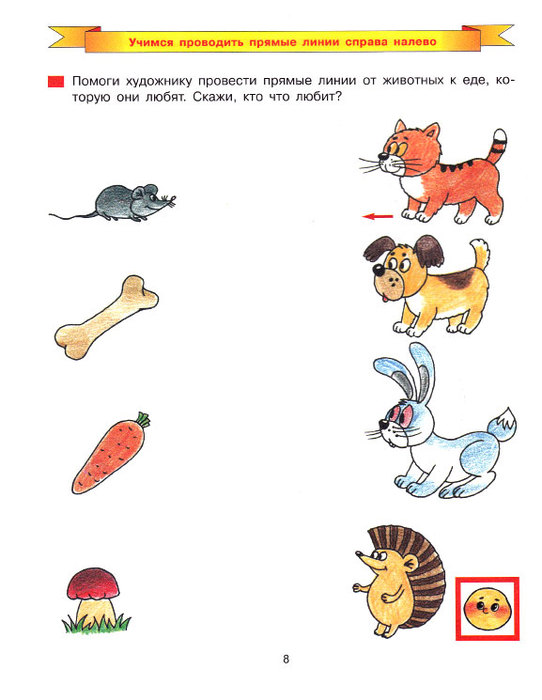 Учимся проводить прямые линии справа налево
Помоги художнику провести прямые линии от животных к еде, ко-
торую они любят. Скажи, кто что любит?
8